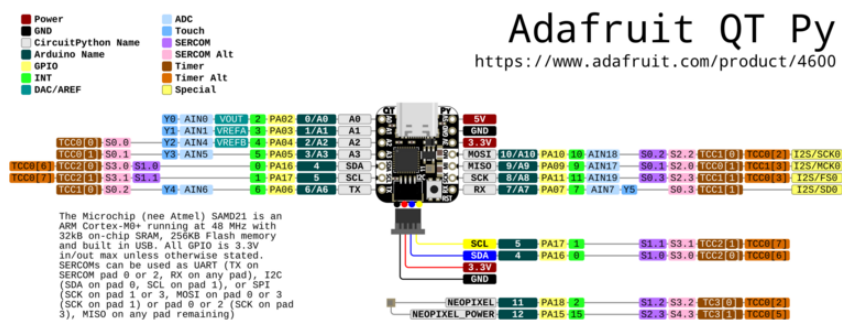 Adafruit QT Py
https://www.adafruit.com/product/4600
Power
GND
CircuitPython Name
Arduino Name
GPIO
INT
DAC/AREF
ADC
Touch
SERCOM
SERCOM Alt
Timer
Timer Alt
Special
Y0 AIN0 VOUT 2 PA02 0/A0 A0
Y1 AIN1 VREFA 3 PA03 1/A1 A1
TCC0[0] S0.0 Y2 AIN4 VREFB 4 PA04 2/A2 A2
TCC0[1] S0.1 Y3 AIN5 5 PA05 3/A3 A3
TCC0[6] TCC2[0] S3.0 S1.0 0 PA16 4 SDA
TCC0[7] TCC2[1] S3.1 S1.1 1 PA17 5 SCL
TCC1[0] S0.2 Y4 AIN6 6 PA06 6/A6 TX
5V
GND
3.3V
MOSI 10/A10 PA10 10 AIN18 S0.2 S2.2 TCC1[0] TCC0[2] I2S/SCK0
MISO 9/A9 PA09 9 AIN17 S0.1 S2.1 TCC0[1] TCC1[3] I2S/MCK0
SCK 8/A8 PA11 11 AIN19 S0.3 S2.3 TCC1[1] TCC0[3] I2S/FS0
RX 7/A7 PA07 7 AIN7 Y5 S0.3 TCC1[1] I2S/SD0
SCL 5 PA17 1 S1.1 S3.1 TCC2[1] TCC0[7]
SDA 4 PA16 0 S1.0 S3.0 TCC2[0] TCC0[6]
3.3V
GND
NEOPIXEL 11 PA18 2 S1.2 S3.2 TC3[0] TCC0[2]
NEOPIXEL_POWER 12 PA15 15 S2.3 S4.3 TC3[1] TCC0[5]
The Microchip (nee Atmel) SAMD21 is an
ARM Cortex-M0+ running at 48 MHz with
32kB on-chip SRAM, 256KB Flash memory
and built in USB. All GPIO is 3.3V
in/out max unless otherwise stated.
SERCOMs can be used as UART (TX on
SERCOM pad 0 or 2, RX on any pad), I2C
(SDA on pad 0, SCL on pad 1), or SPI
(SCK on pad 1 or 3, MOSI on pad 0 or 3
(SCK on pad 1) or pad 0 or 2 (SCK on pad
3), MISO on any pad remaining)